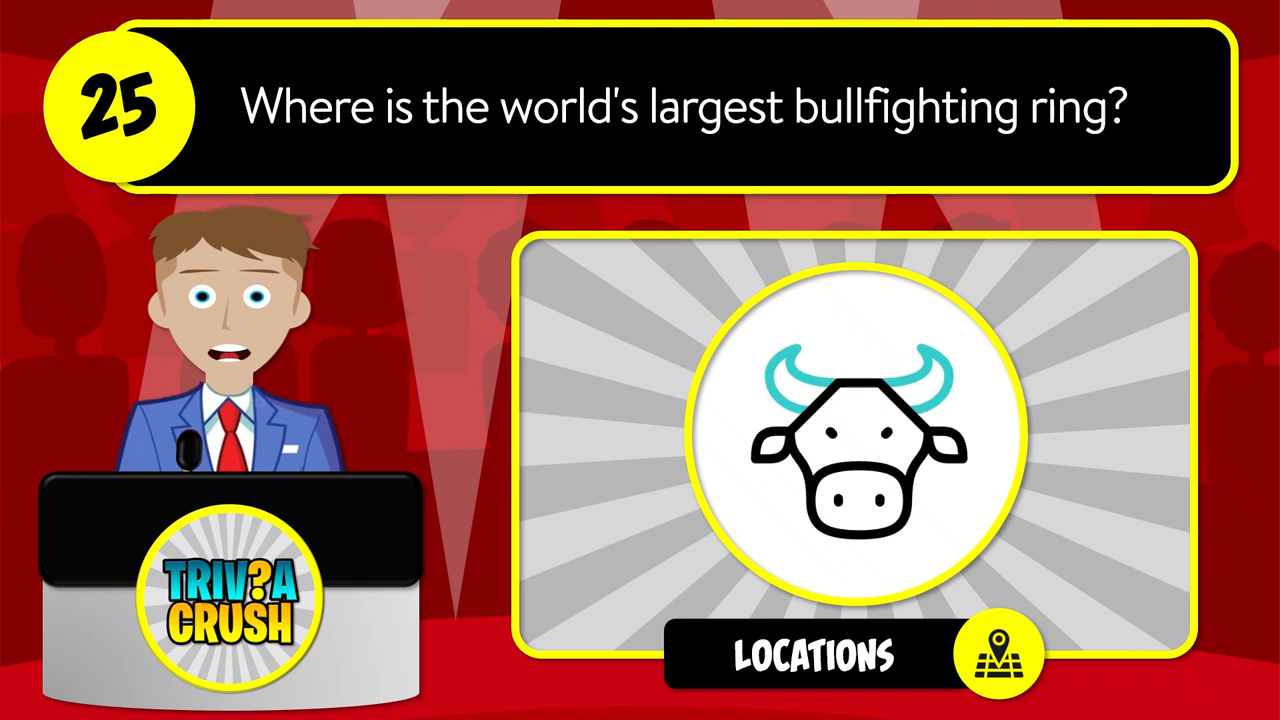 25
Where is the world's largest bullfighting ring?
TRIV?A
CRUSH
LOCATIONS